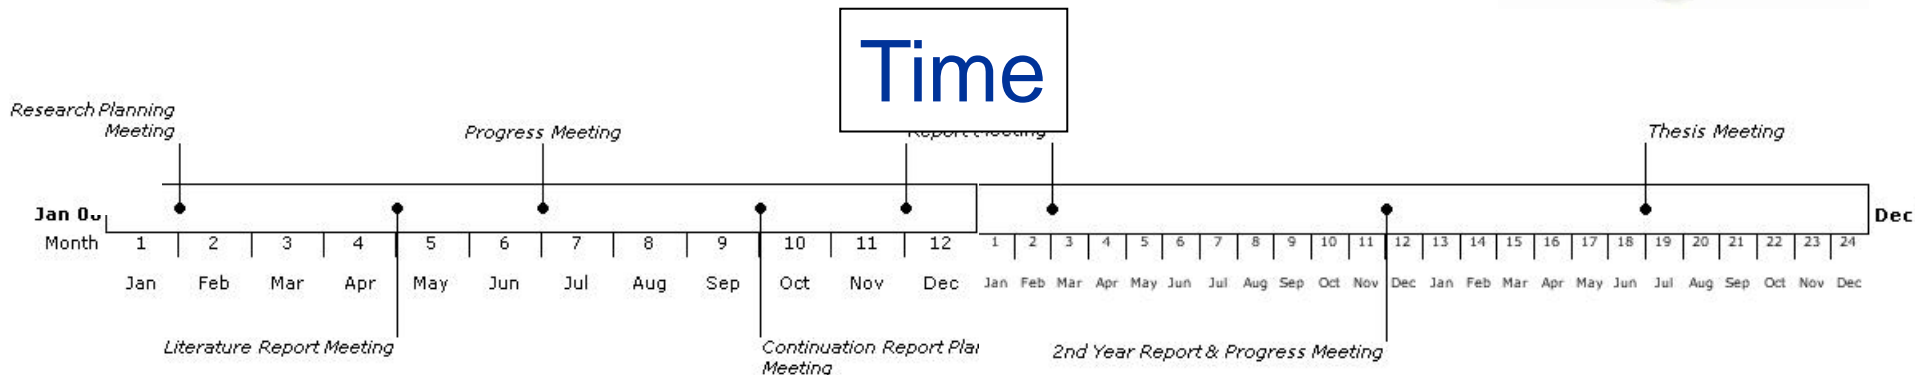 Time
Research Planning
Meeting
Progress Meeting
Report Meeting
Thesis Meeting
Jan 0
Dec
Month 1 2 3 4 5 6 7 8 9 10 11 12 1 2 3 4 5 6 7 8 9 10 11 12 13 14 15 16 17 18 19 20 21 22 23 24
Jan Feb Mar Apr May Jun Jul Aug Sep Oct Nov Dec Jan Feb Mar Apr May Jun Jul Aug Sep Oct Nov Dec Jan Feb Mar Apr May Jun Jul Aug Sep Oct Nov Dec
Literature Report Meeting
Continuation Report Plan
Meeting
2nd Year Report & Progress Meeting